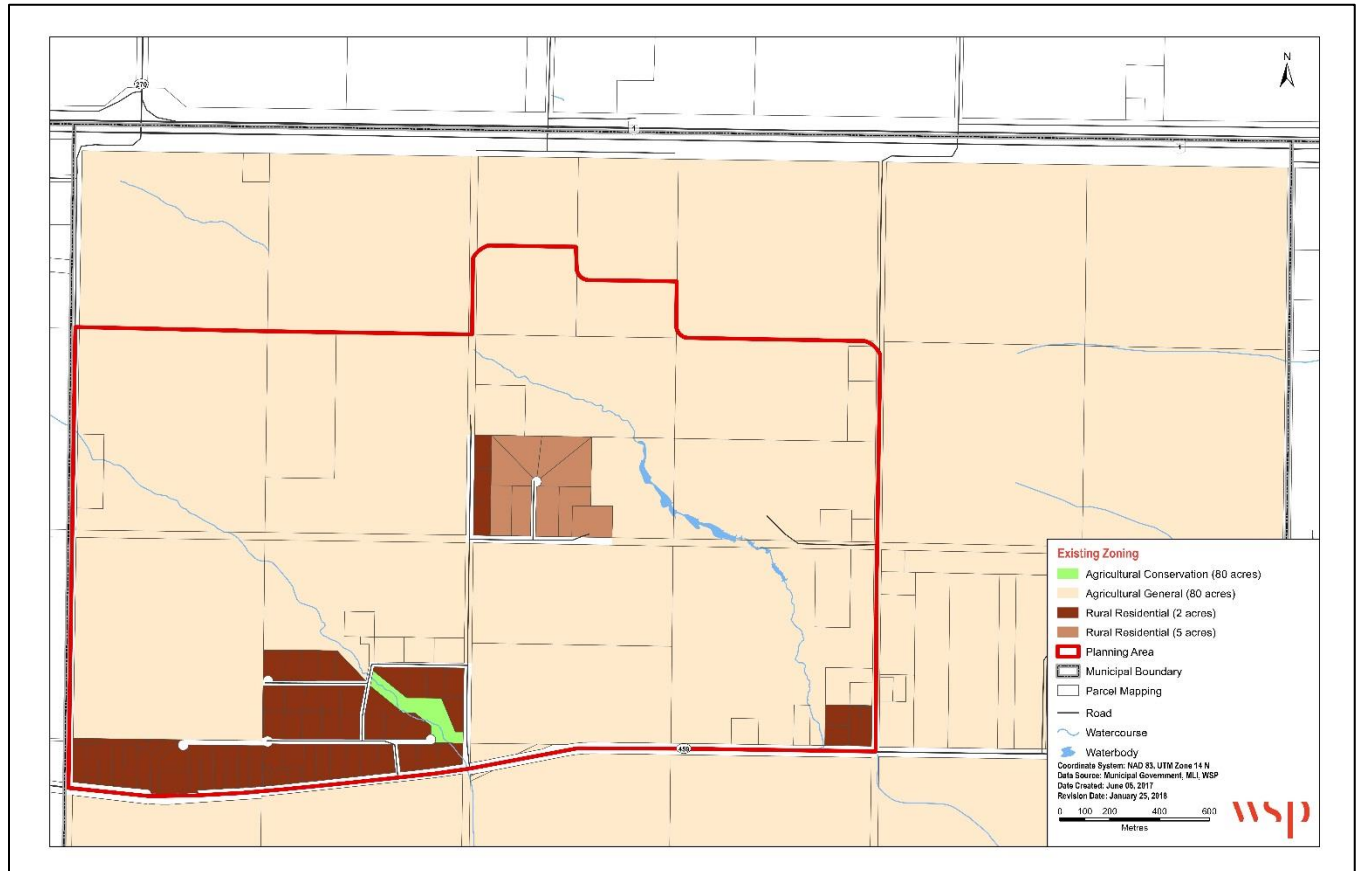 N
270
1
1
459
Existing Zoning
Agricultural Conservation (80 acres)
Agricultural General (80 acres)
Rural Residential (2 acres)
Rural Residential (5 acres)
Planning Area
Municipal Boundary
Parcel Mapping
Road
Watercourse
Waterbody
Coordinate System: NAD 83, UTM Zone 14 N
Data Source: Municipal Government, MLI, WSP
Date Created: June 06, 2017
Revision Date: January 25, 2018
0 100 200 400 600
Metres
wsp